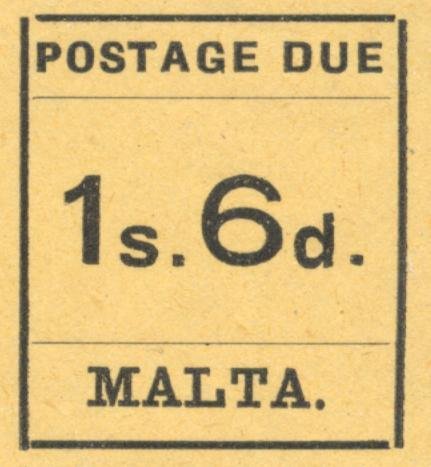 POSTAGE DUE
1s.6d.
MALTA.